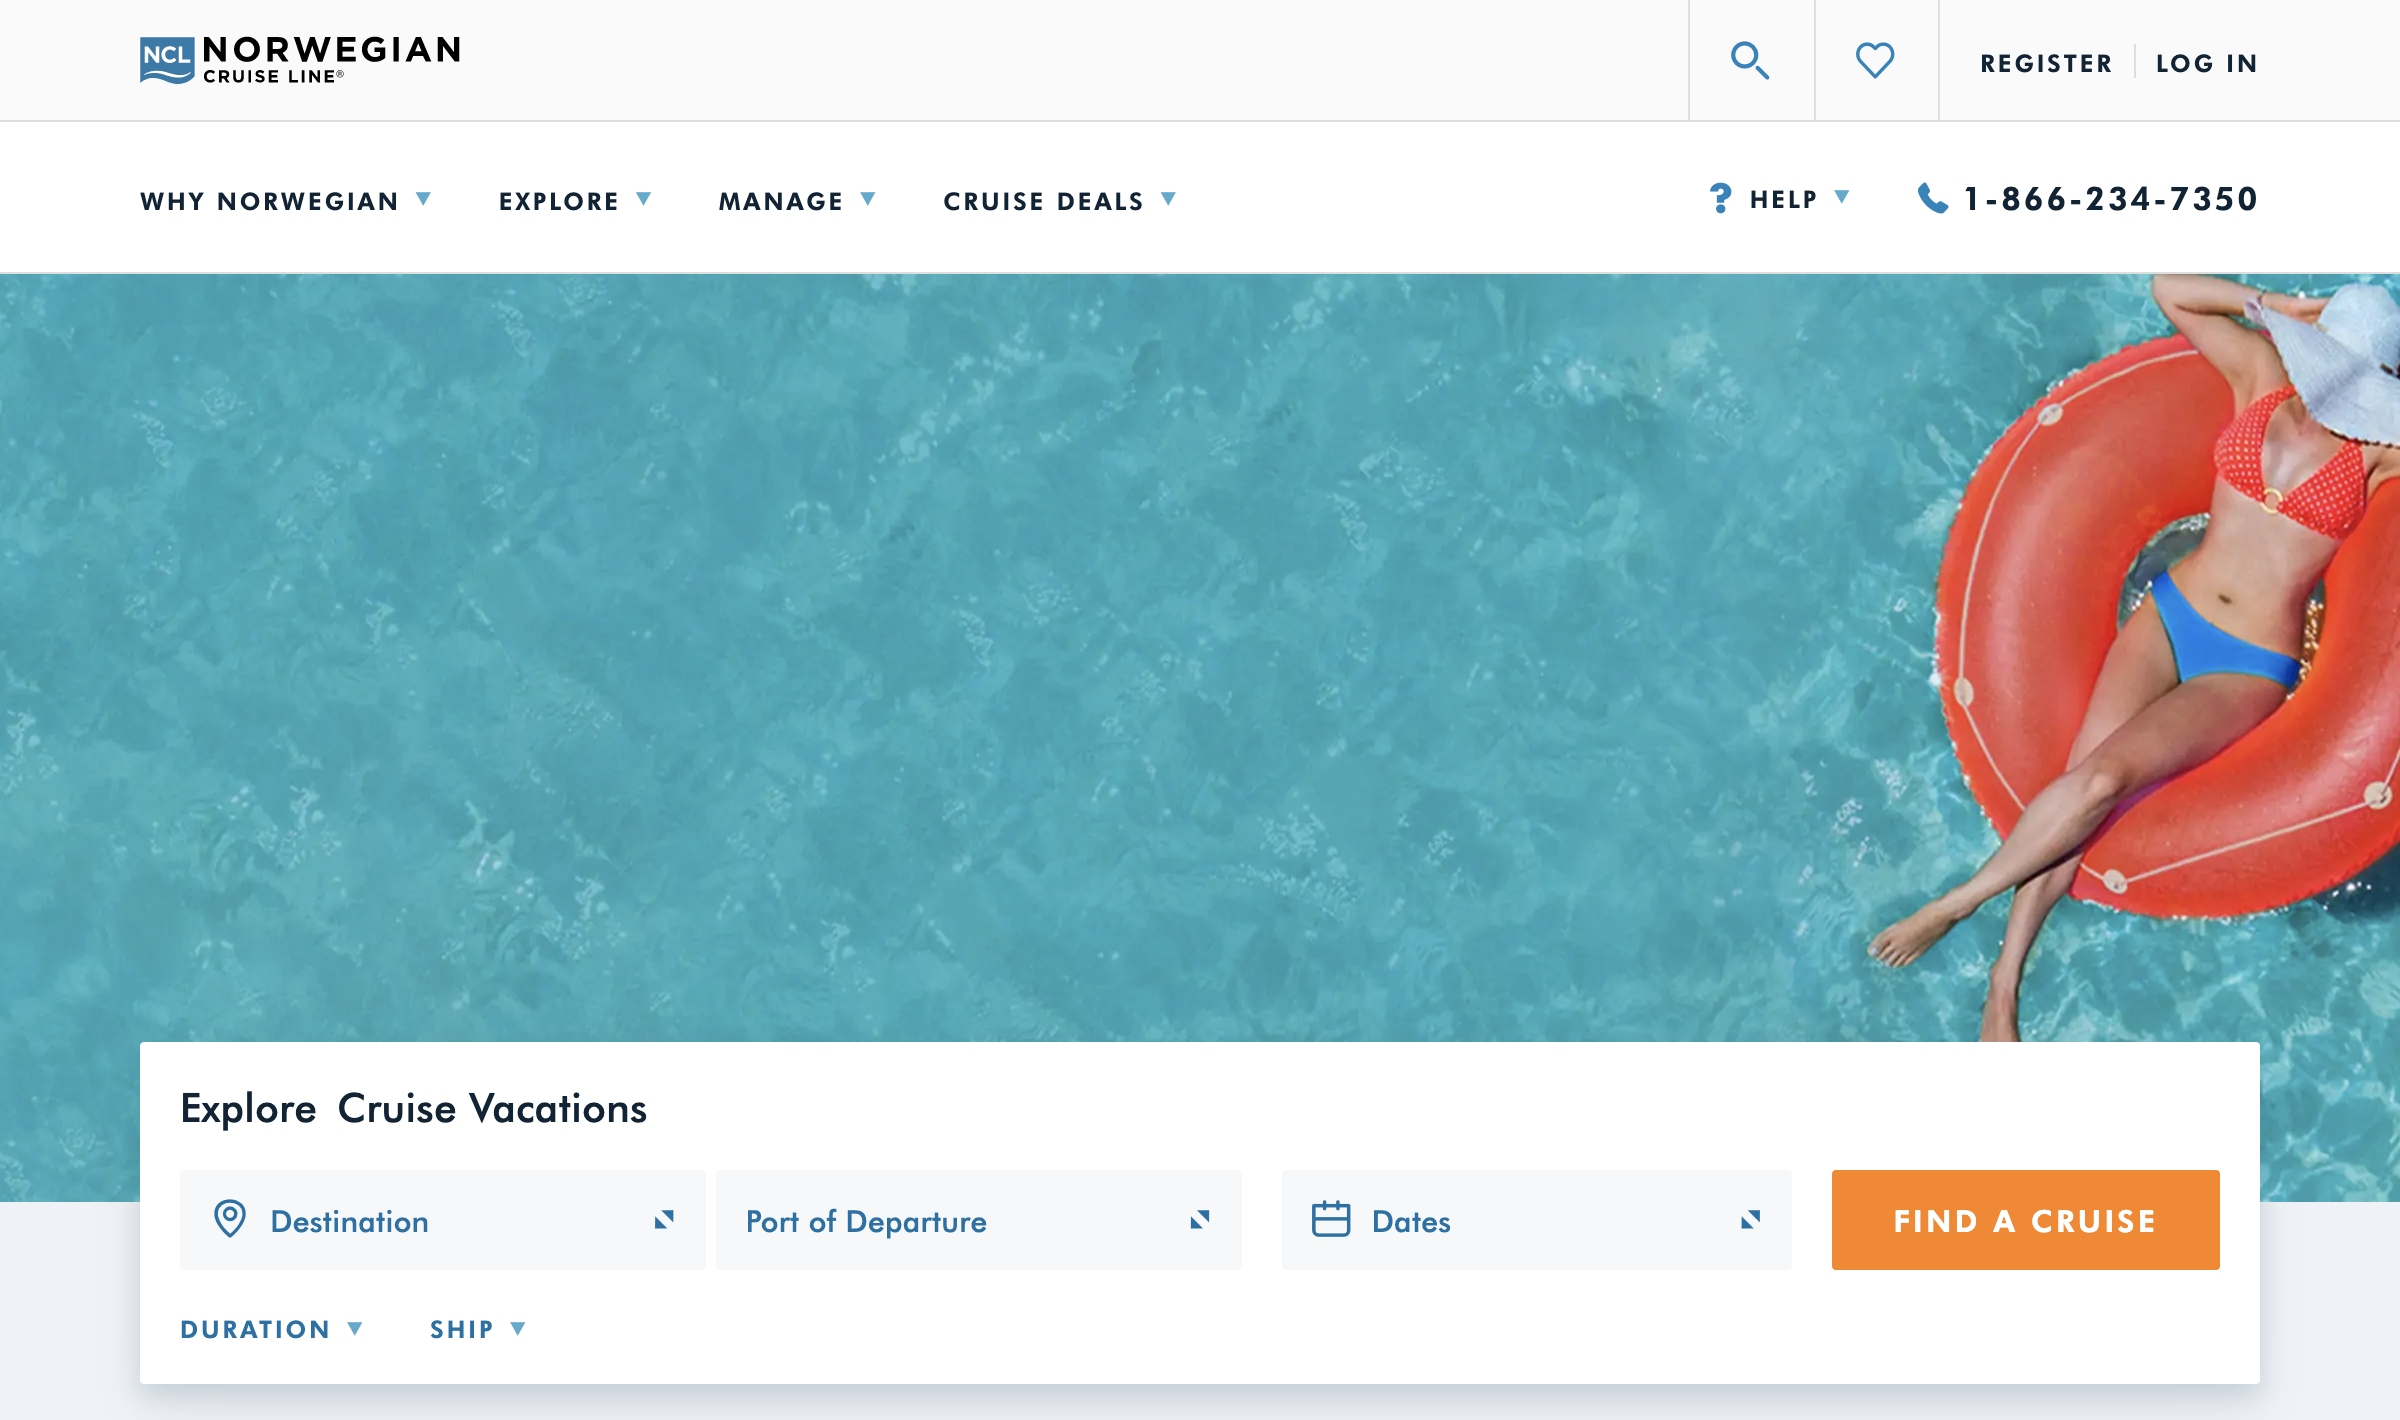 NCL NORWEGIAN
CRUISE LINE®
REGISTER LOG IN
WHY NORWEGIAN EXPLORE MANAGE CRUISE DEALS ? HELP 1-866-234-7350
Explore Cruise Vacations
Destination Port of Departure Dates FIND A CRUISE
DURATION SHIP